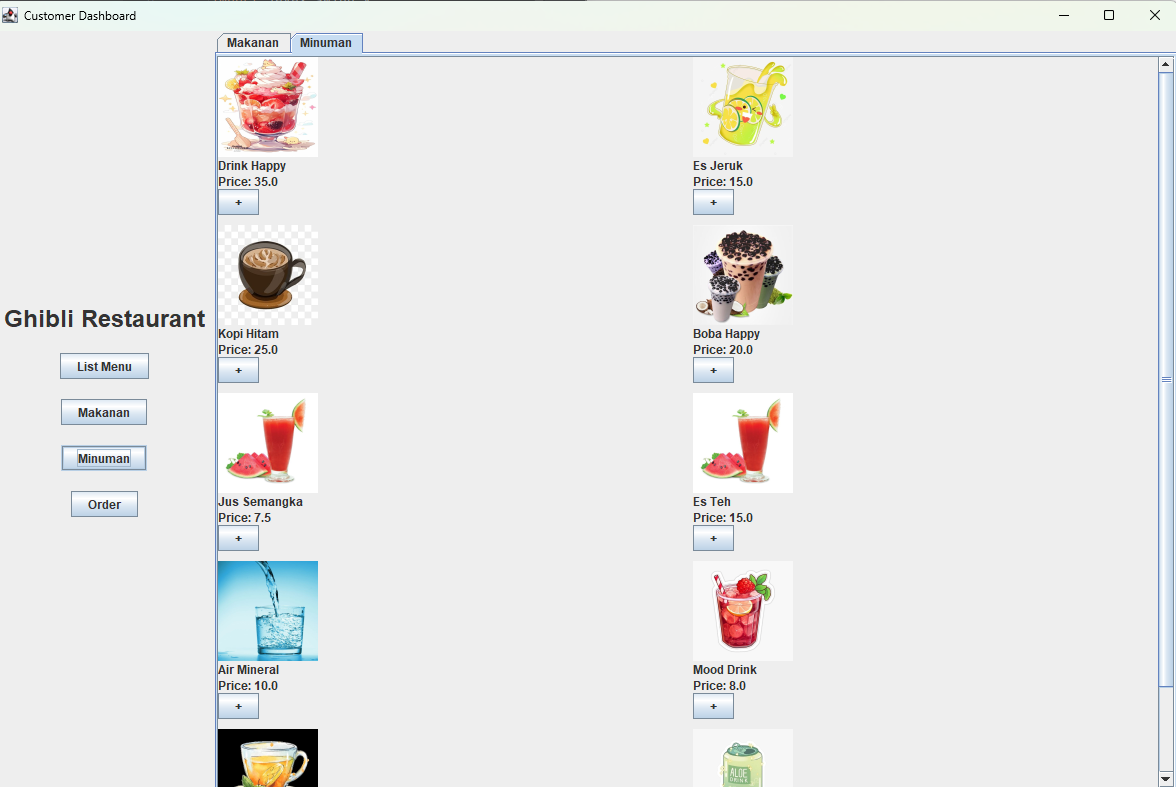 Customer Dashboard
Makanan
Minuman
Ghibli Restaurant
List Menu
Makanan
Minuman
Order
Drink Happy
Price: 35.0
+
Es Jeruk
Price: 15.0
+
Kopi Hitam
Price: 25.0
+
Boba Happy
Price: 20.0
+
Jus Semangka
Price: 7.5
+
Es Teh
Price: 15.0
+
Air Mineral
Price: 10.0
+
Mood Drink
Price: 8.0
+
ALOE
DRINK